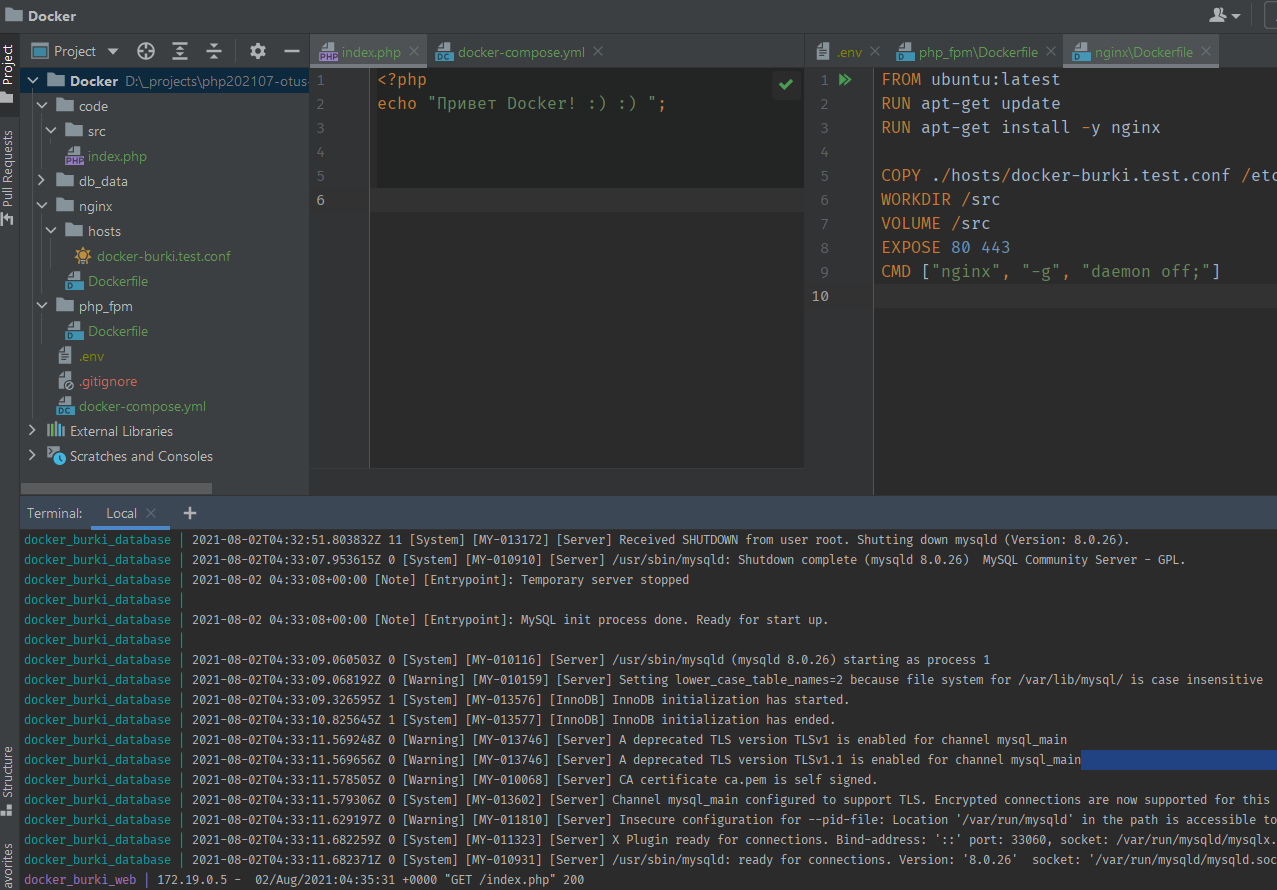 Docker
Project
Docker D:\_projects\php202107-otus
code
src
index.php
db_data
nginx
hosts
docker-burki.test.conf
Dockerfile
php_fpm
Dockerfile
.env
.gitignore
docker-compose.yml
External Libraries
Scratches and Consoles
Project
Pull Requests
Structure
avorites
index.php
docker-compose.yml
1 <?php
2 echo "Привет Docker! :) :) ";
3
4
5
6
.env
php_fpm\Dockerfile
nginx\Dockerfile
1 FROM ubuntu:latest
2 RUN apt-get update
3 RUN apt-get install -y nginx
4
5 COPY ./hosts/docker-burki.test.conf /etc
6 WORKDIR /src
7 VOLUME /src
8 EXPOSE 80 443
9 CMD ["nginx", "-g", "daemon off;"]
10
Terminal: Local
docker_burki_database | 2021-08-02T04:32:51.803832Z 11 [System] [MY-013172] [Server] Received SHUTDOWN from user root. Shutting down mysqld (Version: 8.0.26).
docker_burki_database | 2021-08-02T04:33:07.953615Z 0 [System] [MY-010910] [Server] /usr/sbin/mysqld: Shutdown complete (mysqld 8.0.26)  MySQL Community Server - GPL.
docker_burki_database | 2021-08-02 04:33:08+00:00 [Note] [Entrypoint]: Temporary server stopped
docker_burki_database |
docker_burki_database | 2021-08-02 04:33:08+00:00 [Note] [Entrypoint]: MySQL init process done. Ready for start up.
docker_burki_database |
docker_burki_database | 2021-08-02T04:33:09.060503Z 0 [System] [MY-010116] [Server] /usr/sbin/mysqld (mysqld 8.0.26) starting as process 1
docker_burki_database | 2021-08-02T04:33:09.068192Z 0 [Warning] [MY-010159] [Server] Setting lower_case_table_names=2 because file system for /var/lib/mysql/ is case insensitive
docker_burki_database | 2021-08-02T04:33:09.326595Z 1 [System] [MY-013576] [InnoDB] InnoDB initialization has started.
docker_burki_database | 2021-08-02T04:33:10.825645Z 1 [System] [MY-013577] [InnoDB] InnoDB initialization has ended.
docker_burki_database | 2021-08-02T04:33:11.569248Z 0 [Warning] [MY-013746] [Server] A deprecated TLS version TLSv1 is enabled for channel mysql_main
docker_burki_database | 2021-08-02T04:33:11.569656Z 0 [Warning] [MY-013746] [Server] A deprecated TLS version TLSv1.1 is enabled for channel mysql_main
docker_burki_database | 2021-08-02T04:33:11.578505Z 0 [Warning] [MY-010068] [Server] CA certificate ca.pem is self signed.
docker_burki_database | 2021-08-02T04:33:11.579306Z 0 [System] [MY-013602] [Server] Channel mysql_main configured to support TLS. Encrypted connections are now supported for this
docker_burki_database | 2021-08-02T04:33:11.629197Z 0 [Warning] [MY-011810] [Server] Insecure configuration for --pid-file: Location '/var/run/mysqld' in the path is accessible to
docker_burki_database | 2021-08-02T04:33:11.682259Z 0 [System] [MY-011323] [Server] X Plugin ready for connections. Bind-address: '::' port: 33060, socket: /var/run/mysqld/mysqlx.
docker_burki_database | 2021-08-02T04:33:11.682371Z 0 [System] [MY-010931] [Server] /usr/sbin/mysqld: ready for connections. Version: '8.0.26'  socket: '/var/run/mysqld/mysqld.soc
docker_burki_web | 172.19.0.5 -  02/Aug/2021:04:35:31 +0000 "GET /index.php" 200